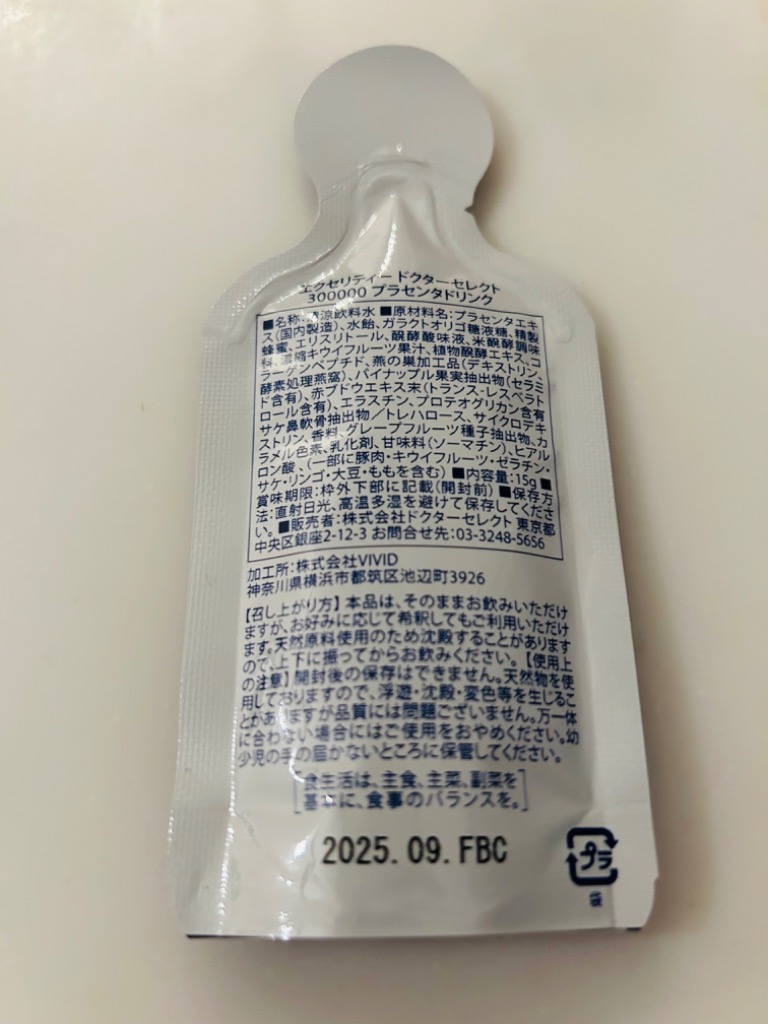 エクセリティー ドクターセレクト
300000 プラセンタドリンク
■名称:清涼飲料水 ■原材料名:プラセンタエキ
ス(国内製造)、水飴、ガラクトオリゴ糖液糖、精製
蜂蜜、エリスリトール、醗酵酸味液、米醗酵調味
料、濃縮キウイフルーツ果汁、植物醗酵エキス、コ
ラーゲンペプチド、燕の巣加工品(デキストリン、
酵素処理燕窩)、パイナップル果実抽出物(セラミ
ド含有)、赤ブドウエキス末(トランス-レスベラト
ロール含有)、エラスチン、プロテオグリカン含有
サケ鼻軟骨抽出物/トレハロース、サイクロデキ
ストリン、香料、グレープフルーツ種子抽出物、カ
ラメル色素、乳化剤、甘味料(ソーマチン)、ヒアル
ロン酸、(一部に豚肉・キウイフルーツ・ゼラチン・
サケ・リンゴ・大豆・ももを含む) ■内容量:15g ■
賞味期限:枠外下部に記載(開封前) ■保存方
法:直射日光、高温多湿を避けて保存してくださ
い。■販売者:株式会社ドクターセレクト 東京都
中央区銀座2-12-3 お問合せ先:03-3248-5656
加工所:株式会社VIVID
神奈川県横浜市都筑区池辺町3926
【召し上がり方】本品は、そのままお飲みいただけ
ますが、お好みに応じて希釈してもご利用いただけ
ます。天然原料使用のため沈殿することがあります
ので、上下に振ってからお飲みください。【使用上
の注意】開封後の保存はできません。天然物を使
用しておりますので、浮遊・沈殿・変色等を生じるこ
とがありますが品質には問題ございません。万一体
に合わない場合にはご使用をおやめください。幼
少児の手の届かないところに保管してください。
食生活は、主食、主菜、副菜を
基本に、食事のバランスを。
2025.09.FBC
プラ
袋